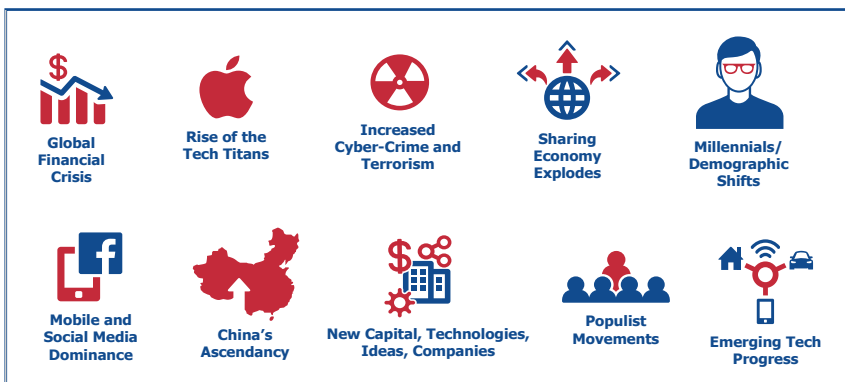 $
Global
Financial
Crisis
Rise of the
Tech Titans
Increased
Cyber-Crime and
Terrorism
Sharing
Economy
Explodes
Millennials/
Demographic
Shifts
f
Mobile and
Social Media
Dominance
China's
Ascendancy
$
New Capital, Technologies,
Ideas, Companies
Populist
Movements
Emerging Tech
Progress